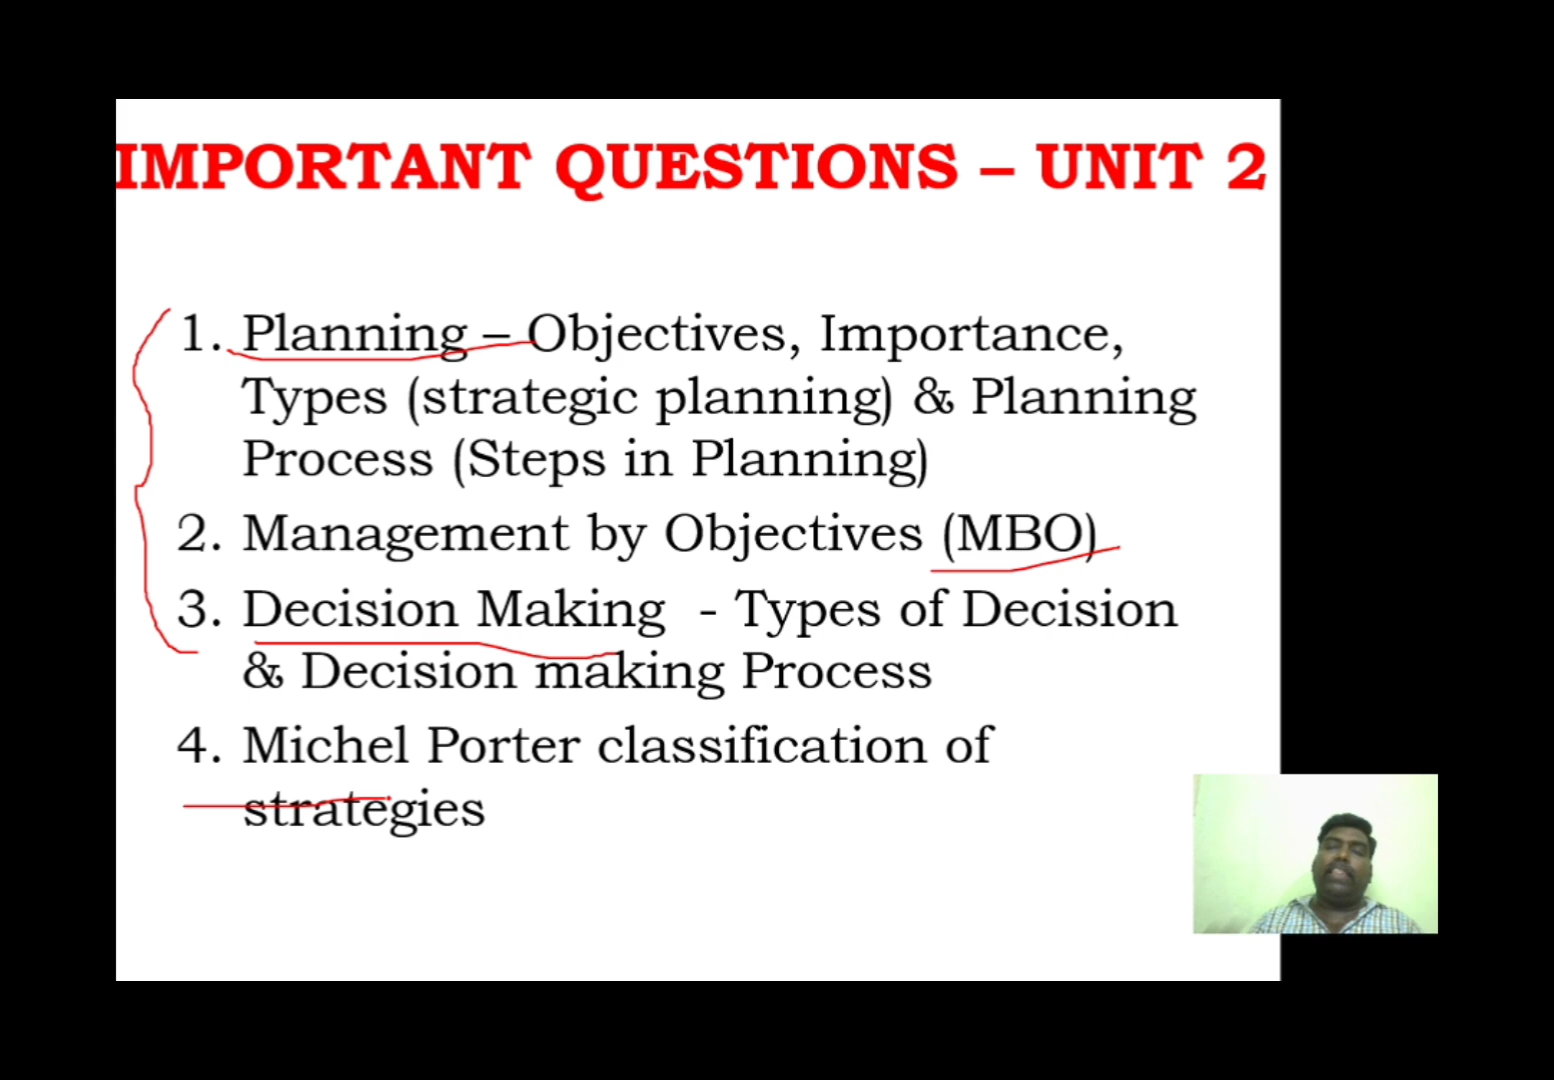 IMPORTANT QUESTIONS – UNIT 2
1. Planning – Objectives, Importance,
Types (strategic planning) & Planning
Process (Steps in Planning)
2. Management by Objectives (MBO)
3. Decision Making - Types of Decision
& Decision making Process
4. Michel Porter classification of
strategies